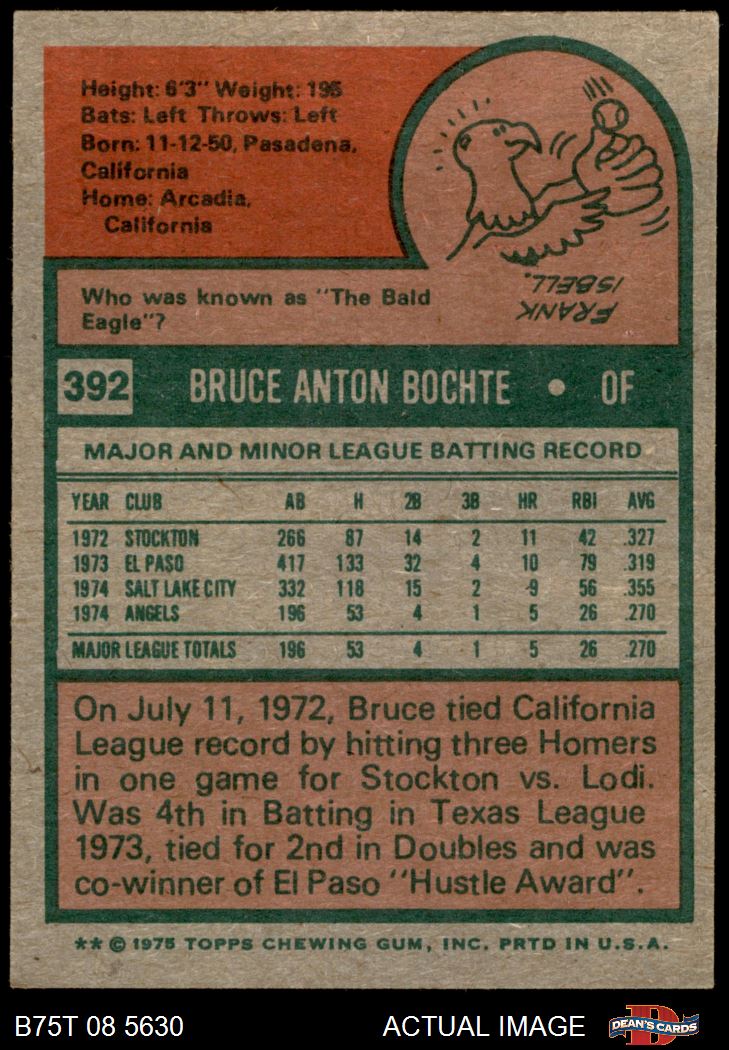 Height: 6'3" Weight: 195
Bats: Left Throws: Left
Born: 11-12-50, Pasadena,
California
Home: Arcadia,
California
Who was known as "The Bald
Eagle"?
FRANK
ISBELL.
392 BRUCE ANTON BOCHTE • OF
MAJOR AND MINOR LEAGUE BATTING RECORD
YEAR CLUB AB H 2B 3B HR RBI AVG
1972 STOCKTON 266 87 14 2 11 42 .327
1973 EL PASO 417 133 32 4 10 79 .319
1974 SALT LAKE CITY 332 118 15 2 9 56 .355
1974 ANGELS 196 53 4 1 5 26 .270
MAJOR LEAGUE TOTALS 196 53 4 1 5 26 .270
On July 11, 1972, Bruce tied California
League record by hitting three Homers
in one game for Stockton vs. Lodi.
Was 4th in Batting in Texas League
1973, tied for 2nd in Doubles and was
co-winner of El Paso "Hustle Award".
** © 1975 TOPPS CHEWING GUM, INC. PRTD IN U.S.A.
B75T 08 5630 ACTUAL IMAGE DEAN'S CARDS